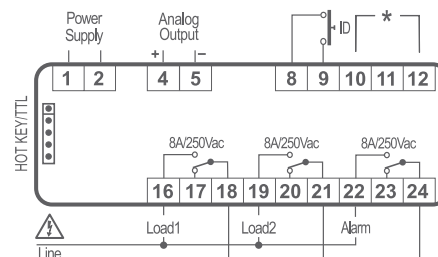 Power Supply
Analog Output
+ –
ID
*
1 2 4 5 8 9 10 11 12
HOT KEY/TTL
8A/250Vac 8A/250Vac 8A/250Vac
16 17 18 19 20 21 22 23 24
Load1 Load2 Alarm
Line